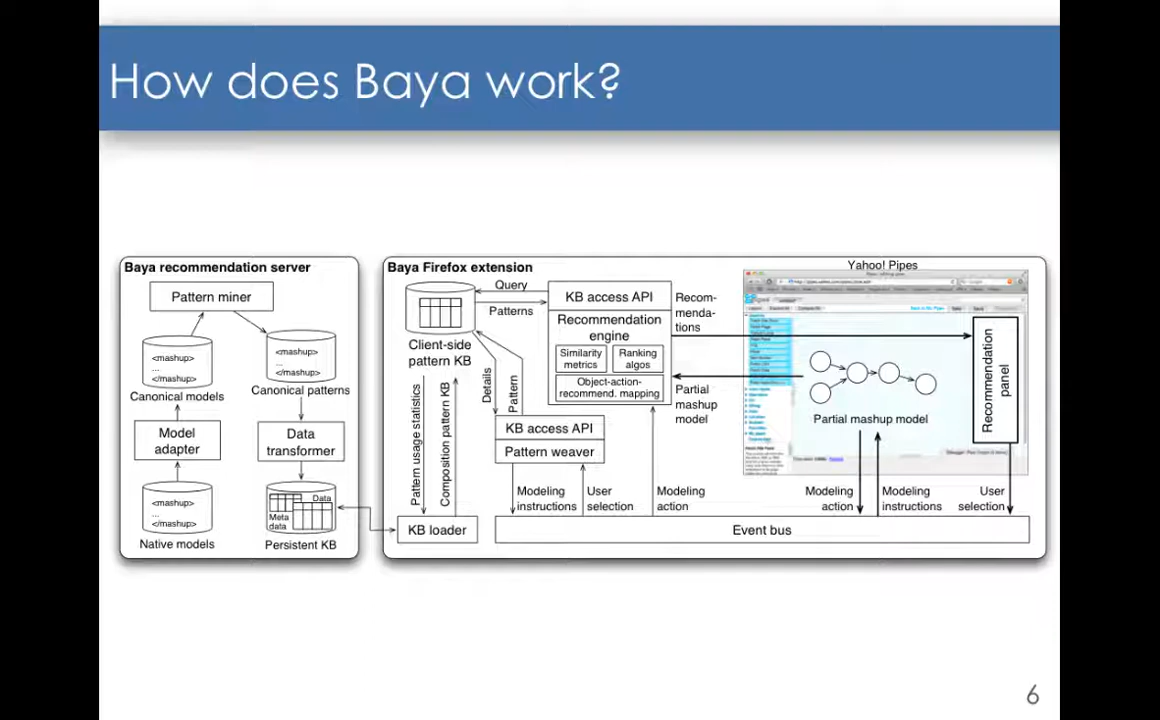 How does Baya work?
Baya recommendation server
Pattern miner
<mashup>
...
</mashup>
Canonical models
<mashup>
...
</mashup>
Canonical patterns
Model
adapter
Data
transformer
<mashup>
...
</mashup>
Native models
Data
Meta
data
Persistent KB
Baya Firefox extension
Client-side
pattern KB
Query
Patterns
KB access API
Recommendation
engine
Similarity
metrics
Ranking
algos
Object-action-
recommend. mapping
Recom-
menda-
tions
Partial
mashup
model
Pattern usage statistics
Composition pattern KB
Details
Pattern
KB access API
Pattern weaver
Modeling
instructions
User
selection
Modeling
action
KB loader
Event bus
Yahoo! Pipes
Partial mashup model
Recommendation
panel
Modeling
action
Modeling
instructions
User
selection
6